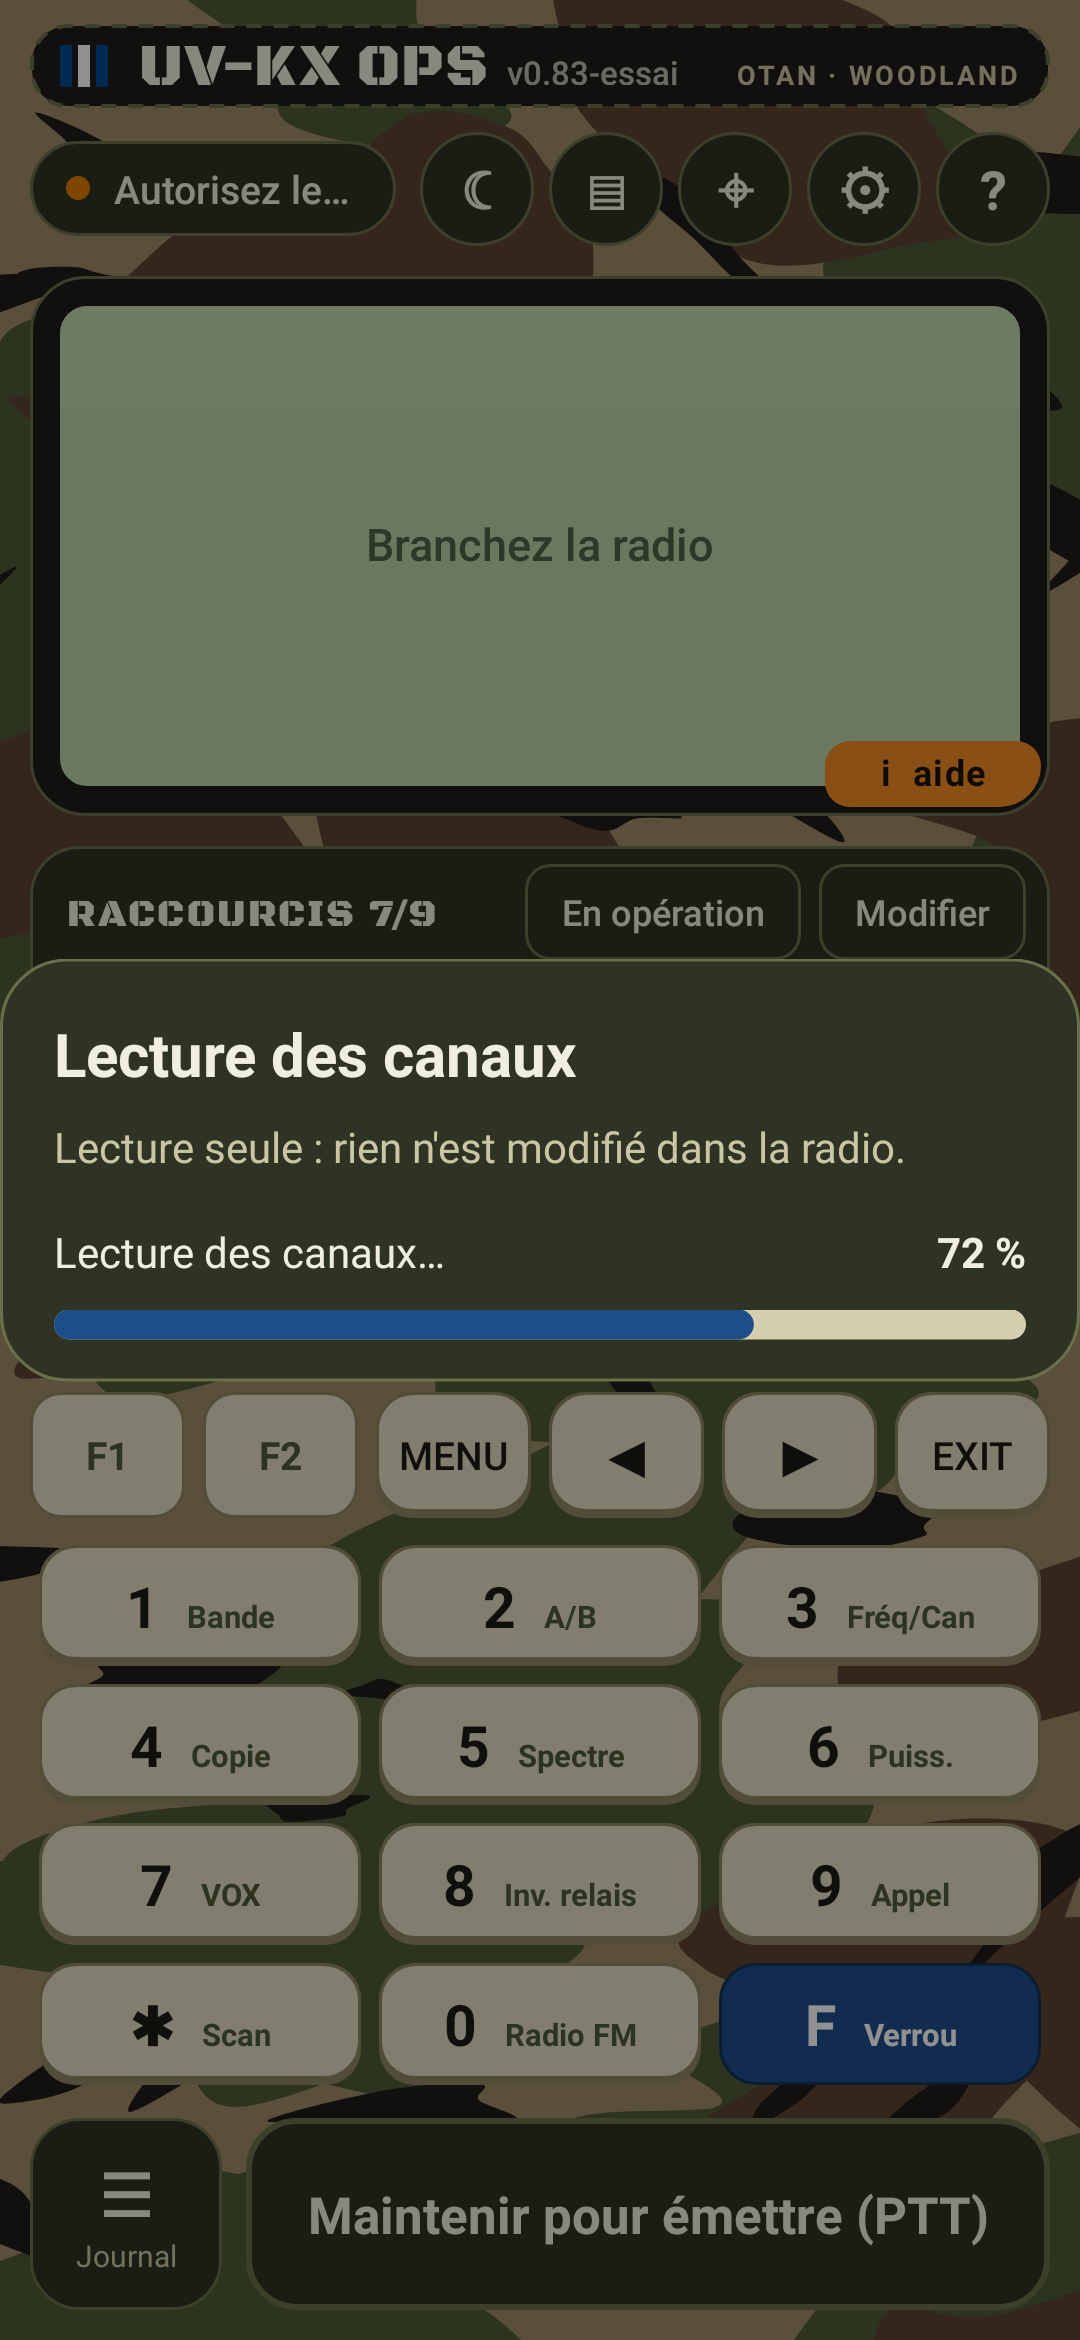 UV-KX OPS v0.83-essai OTAN · WOODLAND
Autorisez le… ☾ ▤ ⌖ ⚙ ?
Branchez la radio
i aide
RACCOURCIS 7/9 En opération Modifier
Lecture des canaux
Lecture seule : rien n'est modifié dans la radio.
Lecture des canaux… 72 %
F1 F2 MENU ◀ ▶ EXIT
1 Bande 2 A/B 3 Fréq/Can
4 Copie 5 Spectre 6 Puiss.
7 VOX 8 Inv. relais 9 Appel
✱ Scan 0 Radio FM F Verrou
☰ Journal Maintenir pour émettre (PTT)